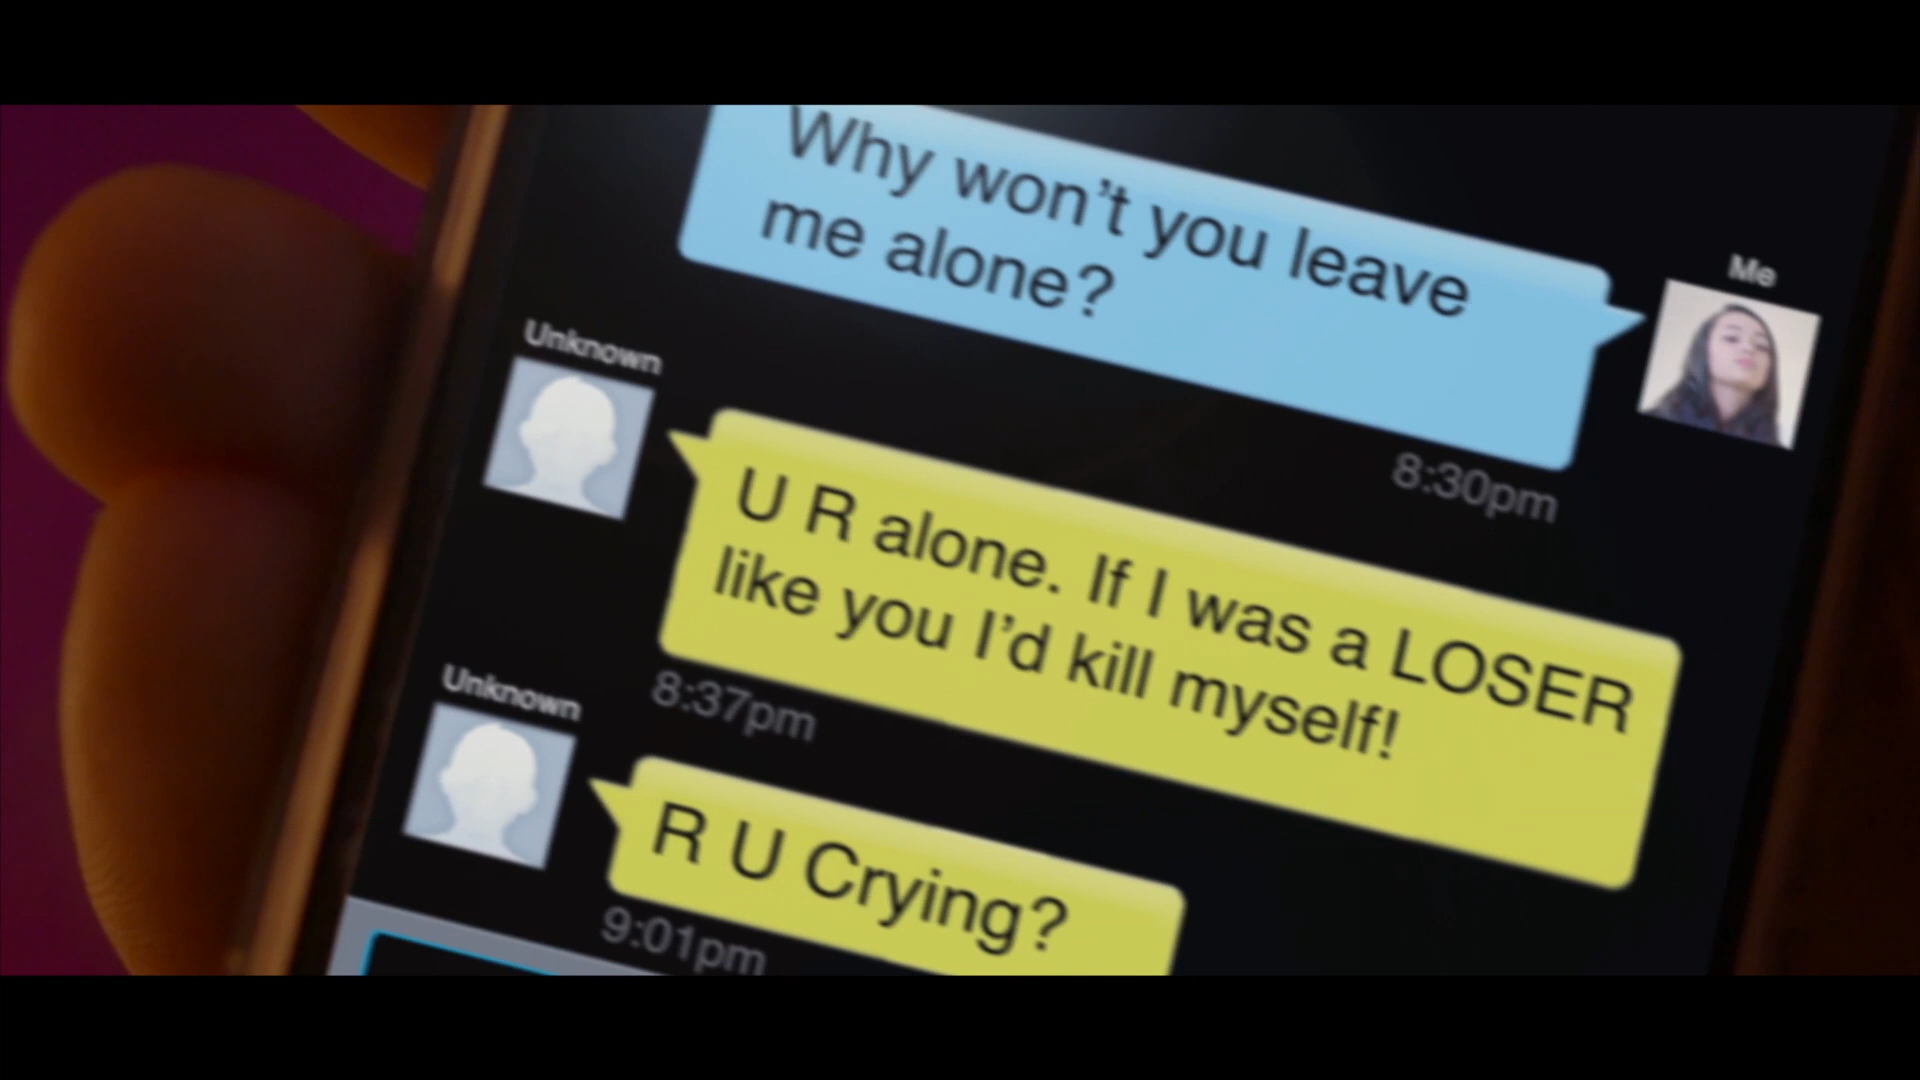 Why won't you leave
me alone?
Me
8:30pm
Unknown
U R alone. If I was a LOSER
like you I'd kill myself!
8:37pm
Unknown
R U Crying?
9:01pm